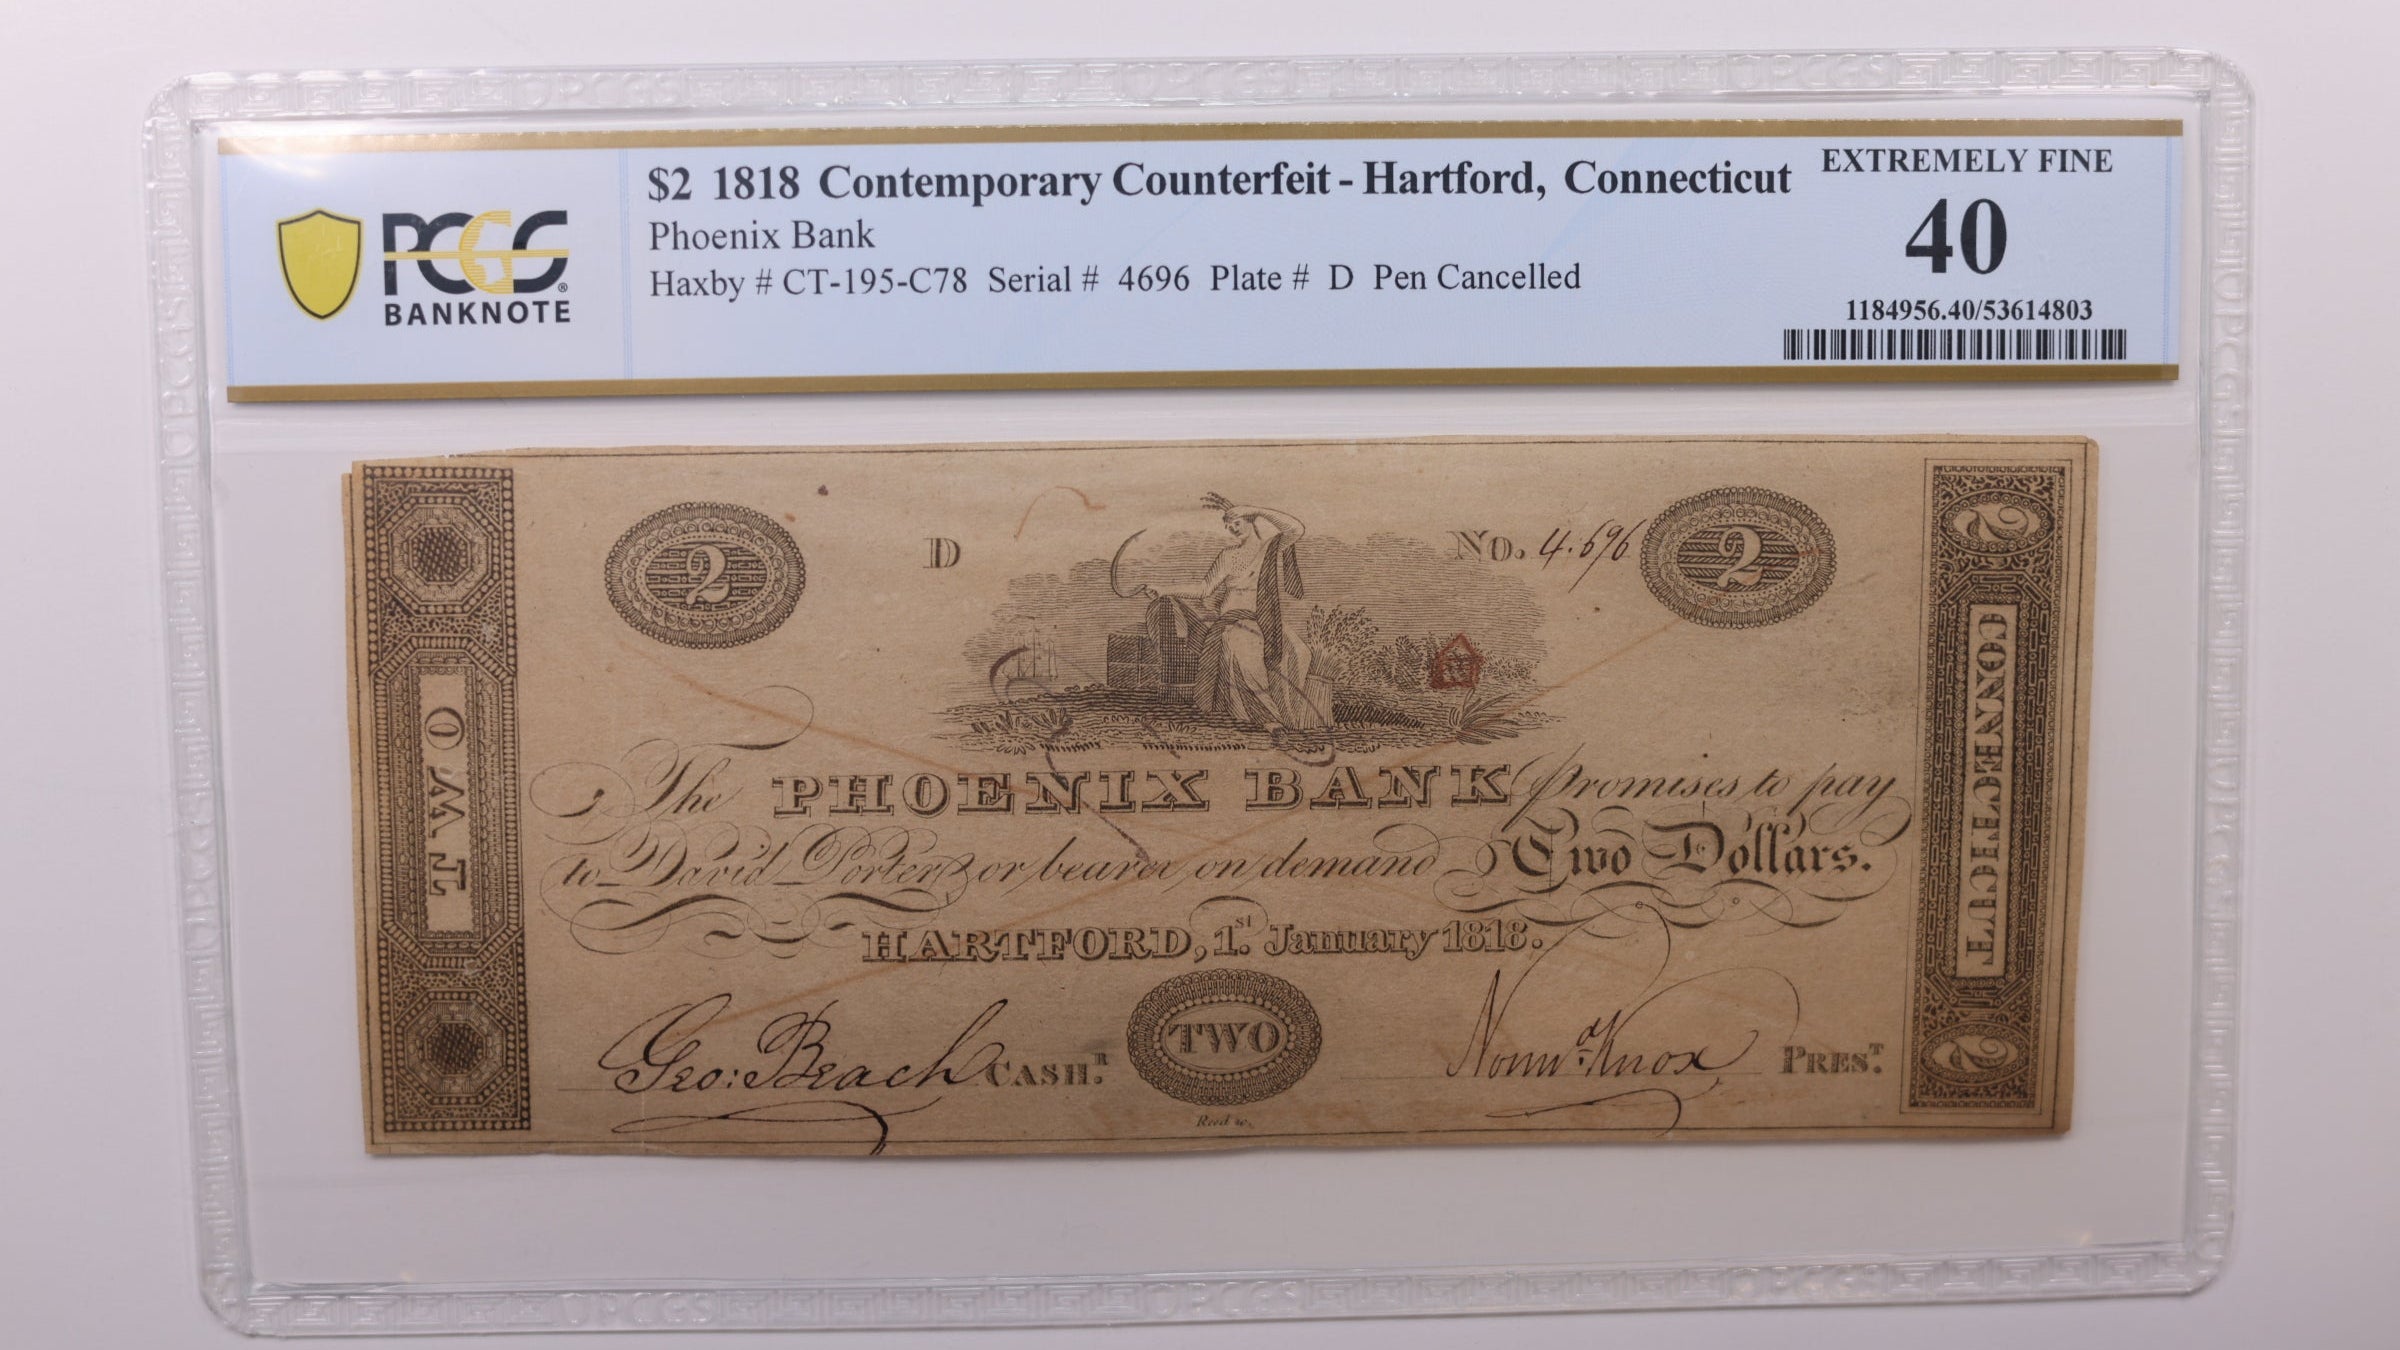 $2 1818 Contemporary Counterfeit - Hartford, Connecticut
Phoenix Bank
Haxby # CT-195-C78 Serial # 4696 Plate # D Pen Cancelled
EXTREMELY FINE
40
1184956.40/53614803
PCGS
BANKNOTE
2
D
No. 4.696
2
The PHOENIX BANK Promises to pay
to David Porter or bearer on demand Two Dollars.
HARTFORD, 1st. January 1818.
Geo: Beach CASHR.
TWO
Normd. Knox PREST.
TWO
2 CONNECTICUT 2